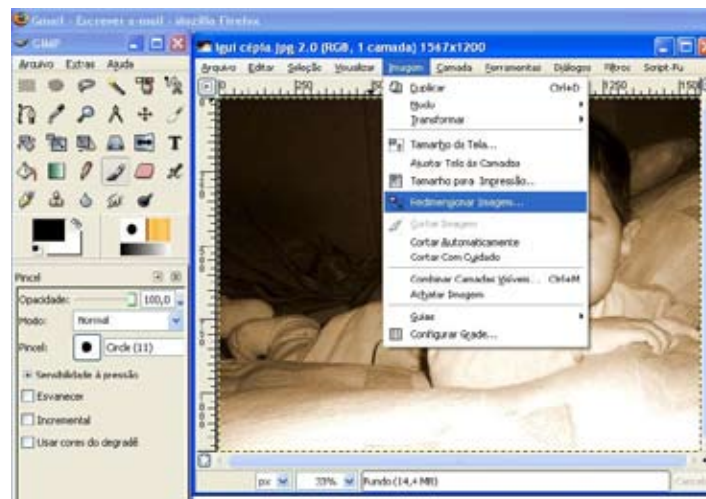 Gmail - Escrever e-mail - Mozilla Firefox
GIMP
Arquivo Extras Ajuda
Pincel
Opacidade: 100,0
Modo: Normal
Pincel: Circle (11)
Sensibilidade à pressão
Esvanecer
Incremental
Usar cores do degradê
Igui cépia.jpg 2.0 (RGB, 1 camada) 1567x1200
Arquivo Editar Seleção Visualizar Imagem Camada Ferramentas Diálogos Filtros Script-Fu
250
1250
Duplicar Ctrl+D
Modo
Transformar
Tamanho da Tela...
Ajustar Tela às Camadas
Tamanho para Impressão...
Redimensionar Imagem...
Cortar Imagem
Cortar Automaticamente
Cortar Com Cuidado
Combinar Camadas Visíveis... Ctrl+M
Achatar Imagem
Guias
Configurar Grade...
px 33% Fundo (14,4 MB)